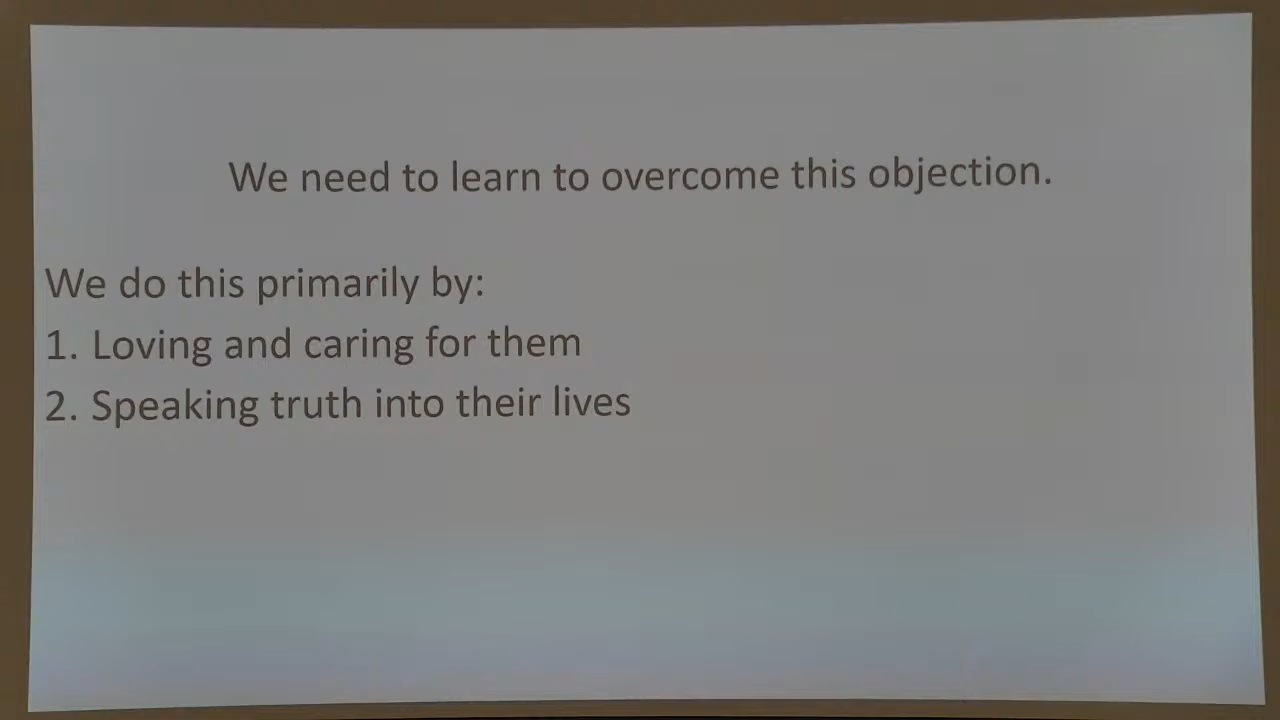 We need to learn to overcome this objection.
We do this primarily by:
1. Loving and caring for them
2. Speaking truth into their lives